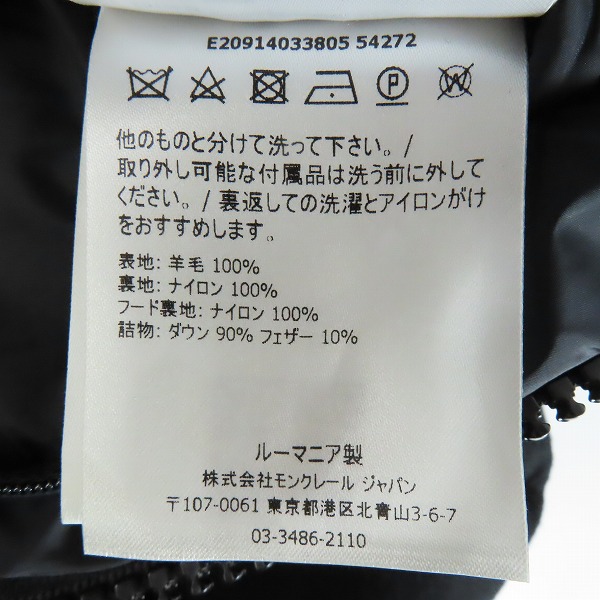 E20914033805 54272
P
W
他のものと分けて洗って下さい。/
取り外し可能な付属品は洗う前に外して
ください。/ 裏返しての洗濯とアイロンがけ
をおすすめします。
表地: 羊毛 100%
裏地: ナイロン 100%
フード裏地: ナイロン 100%
詰物: ダウン 90% フェザー 10%
ルーマニア製
株式会社モンクレール ジャパン
〒107-0061 東京都港区北青山3-6-7
03-3486-2110